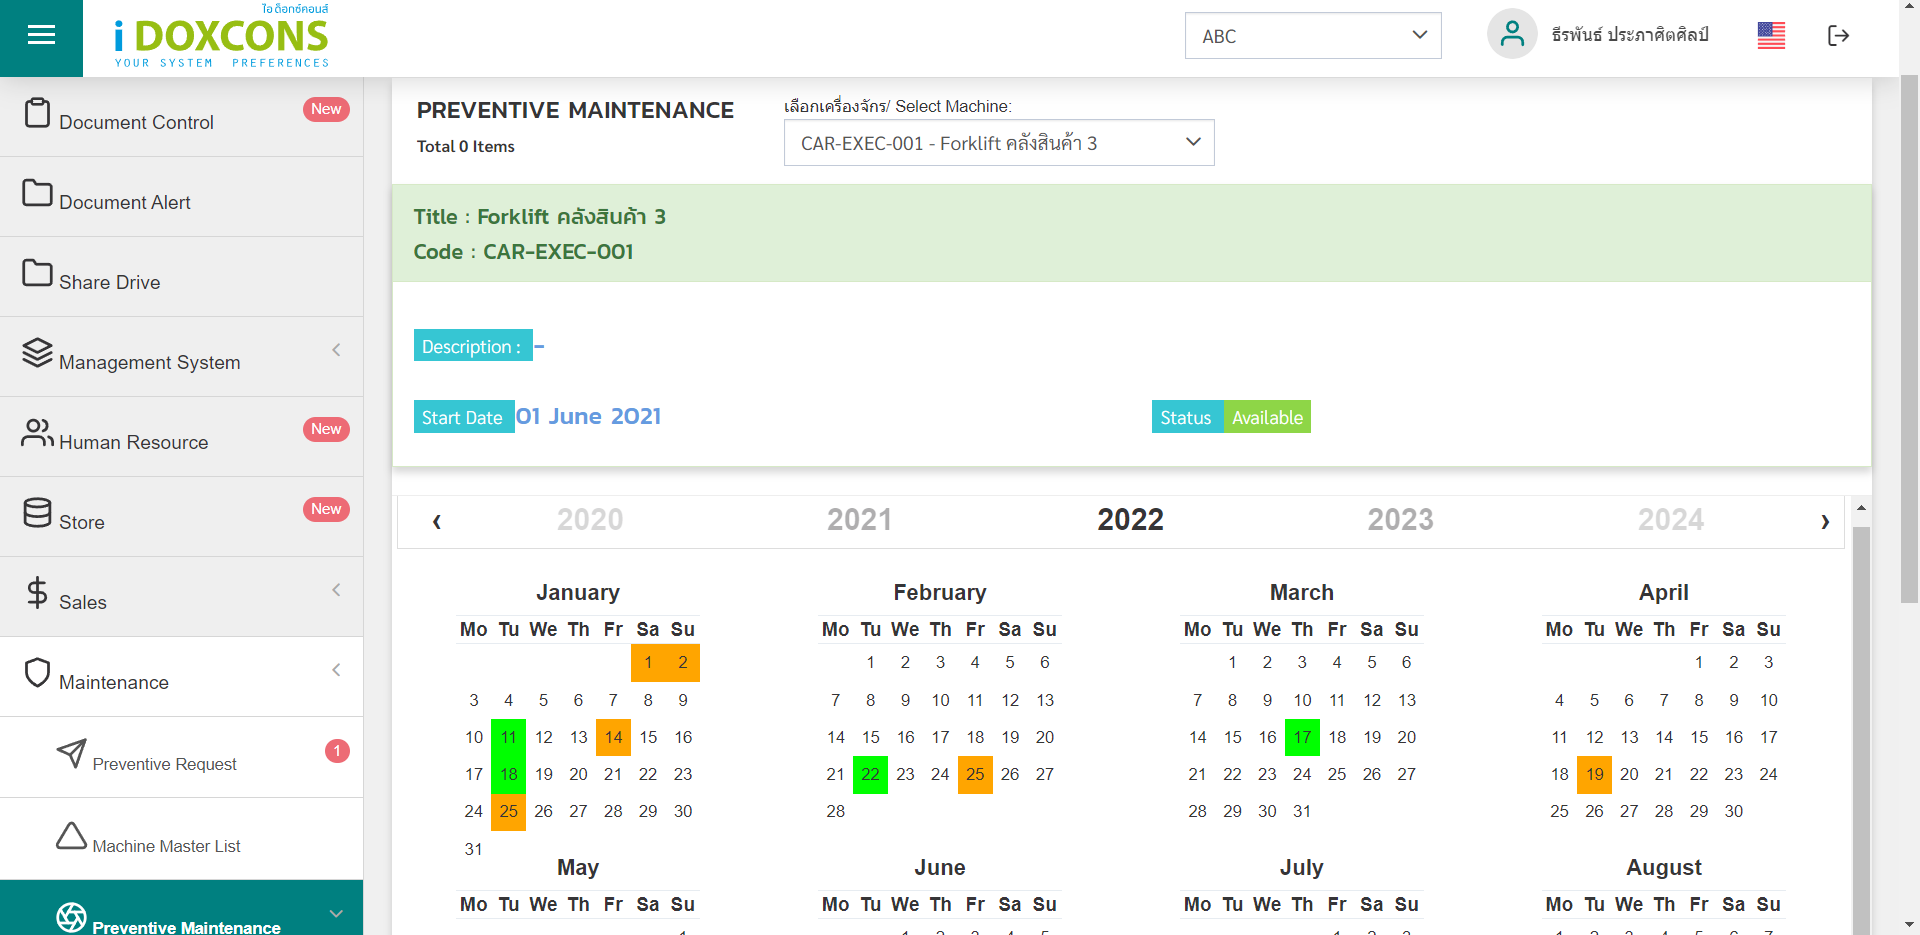 ไอด็อกซ์คอนส์
i DOXCONS
YOUR SYSTEM PREFERENCES
ABC
ธีรพันธ์ ประภาศิตศิลป์
Document Control
New
Document Alert
Share Drive
Management System
Human Resource
New
Store
New
Sales
Maintenance
Preventive Request
1
Machine Master List
Preventive Maintenance
PREVENTIVE MAINTENANCE
Total 0 Items
เลือกเครื่องจักร/ Select Machine:
CAR-EXEC-001 - Forklift คลังสินค้า 3
Title : Forklift คลังสินค้า 3
Code : CAR-EXEC-001
Description : -
Start Date 01 June 2021
Status Available
‹ 2020 2021 2022 2023 2024 ›
January
Mo Tu We Th Fr Sa Su
1 2
3 4 5 6 7 8 9
10 11 12 13 14 15 16
17 18 19 20 21 22 23
24 25 26 27 28 29 30
31
February
Mo Tu We Th Fr Sa Su
1 2 3 4 5 6
7 8 9 10 11 12 13
14 15 16 17 18 19 20
21 22 23 24 25 26 27
28
March
Mo Tu We Th Fr Sa Su
1 2 3 4 5 6
7 8 9 10 11 12 13
14 15 16 17 18 19 20
21 22 23 24 25 26 27
28 29 30 31
April
Mo Tu We Th Fr Sa Su
1 2 3
4 5 6 7 8 9 10
11 12 13 14 15 16 17
18 19 20 21 22 23 24
25 26 27 28 29 30
May
Mo Tu We Th Fr Sa Su
June
Mo Tu We Th Fr Sa Su
July
Mo Tu We Th Fr Sa Su
August
Mo Tu We Th Fr Sa Su